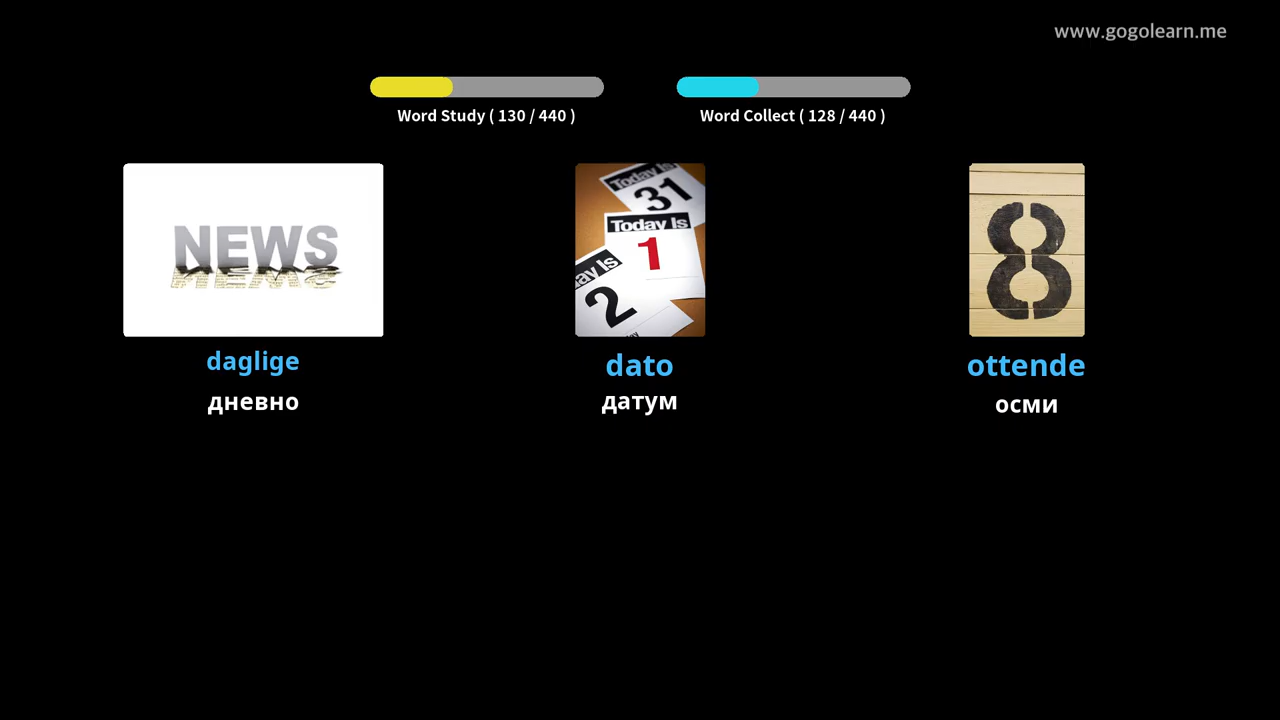 www.gogolearn.me
Word Study ( 130 / 440 )
Word Collect ( 128 / 440 )
NEWS
Today Is
31
Today Is
1
ay Is
2
8
daglige
dato
ottende
дневно
датум
осми